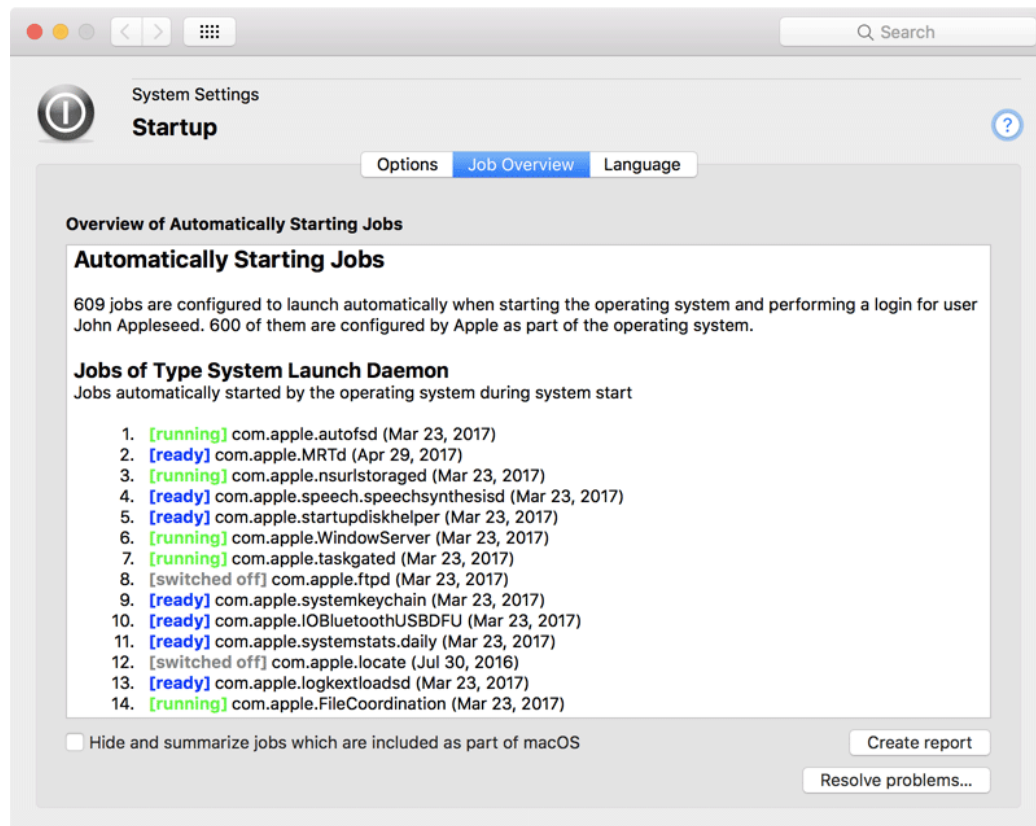 Search
System Settings
Startup
?
Options Job Overview Language
Overview of Automatically Starting Jobs
Automatically Starting Jobs
609 jobs are configured to launch automatically when starting the operating system and performing a login for user
John Appleseed. 600 of them are configured by Apple as part of the operating system.
Jobs of Type System Launch Daemon
Jobs automatically started by the operating system during system start
1. [running] com.apple.autofsd (Mar 23, 2017)
2. [ready] com.apple.MRTd (Apr 29, 2017)
3. [running] com.apple.nsurlstoraged (Mar 23, 2017)
4. [ready] com.apple.speech.speechsynthesisd (Mar 23, 2017)
5. [ready] com.apple.startupdiskhelper (Mar 23, 2017)
6. [running] com.apple.WindowServer (Mar 23, 2017)
7. [running] com.apple.taskgated (Mar 23, 2017)
8. [switched off] com.apple.ftpd (Mar 23, 2017)
9. [ready] com.apple.systemkeychain (Mar 23, 2017)
10. [ready] com.apple.IOBluetoothUSBDFU (Mar 23, 2017)
11. [ready] com.apple.systemstats.daily (Mar 23, 2017)
12. [switched off] com.apple.locate (Jul 30, 2016)
13. [ready] com.apple.logkextloadsd (Mar 23, 2017)
14. [running] com.apple.FileCoordination (Mar 23, 2017)
Hide and summarize jobs which are included as part of macOS
Create report
Resolve problems...